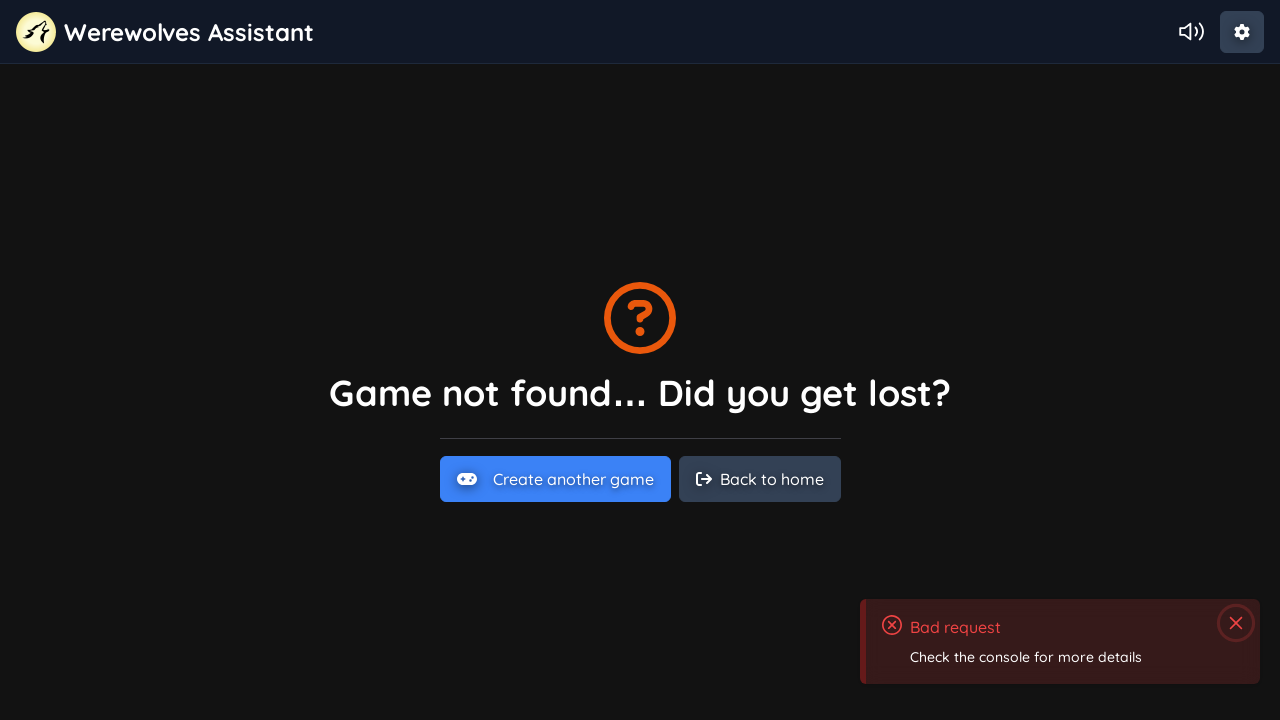 Werewolves Assistant
Game not found... Did you get lost?
Create another game
Back to home
Bad request
Check the console for more details